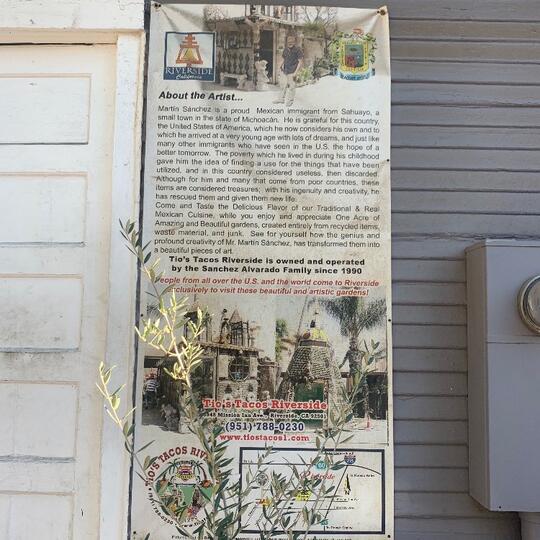 RIVERSIDE
California
About the Artist...
Martín Sánchez is a proud Mexican immigrant from Sahuayo, a
small town in the state of Michoacán. He is grateful for this country,
the United States of America, which he now considers his own and to
which he arrived at a very young age with lots of dreams, and just like
many other immigrants who have seen in the U.S. the hope of a
better tomorrow. The poverty which he lived in during his childhood
gave him the idea of finding a use for the things that have been
utilized, and in this country considered useless, then discarded.
Although for him and many that come from poor countries, these
items are considered treasures; with his ingenuity and creativity, he
has rescued them and given them new life.
Come and Taste the Delicious Flavor of our Traditional & Real
Mexican Cuisine, while you enjoy and appreciate One Acre of
Amazing and Beautiful gardens, created entirely from recycled items,
waste material, and junk. See for yourself how the genius and
profound creativity of Mr. Martín Sánchez, has transformed them into
a beautiful pieces of art.
Tio's Tacos Riverside is owned and operated
by the Sanchez Alvarado Family since 1990
People from all over the U.S. and the world come to Riverside
exclusively to visit these beautiful and artistic gardens!
Tio's Tacos Riverside
Mission Inn Ave., Riverside, CA
(951) 788-0230
www.tiostacos1.com
TIO'S TACOS
60